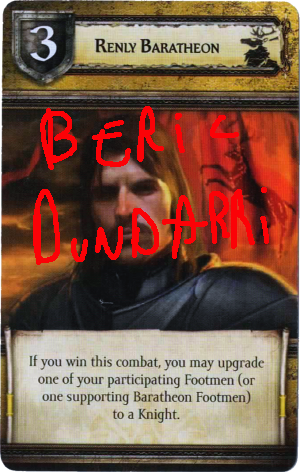 3
RENLY BARATHEON
BERIC
DUNDARRi
If you win this combat, you may upgrade
one of your participating Footmen (or
one supporting Baratheon Footmen)
to a Knight.